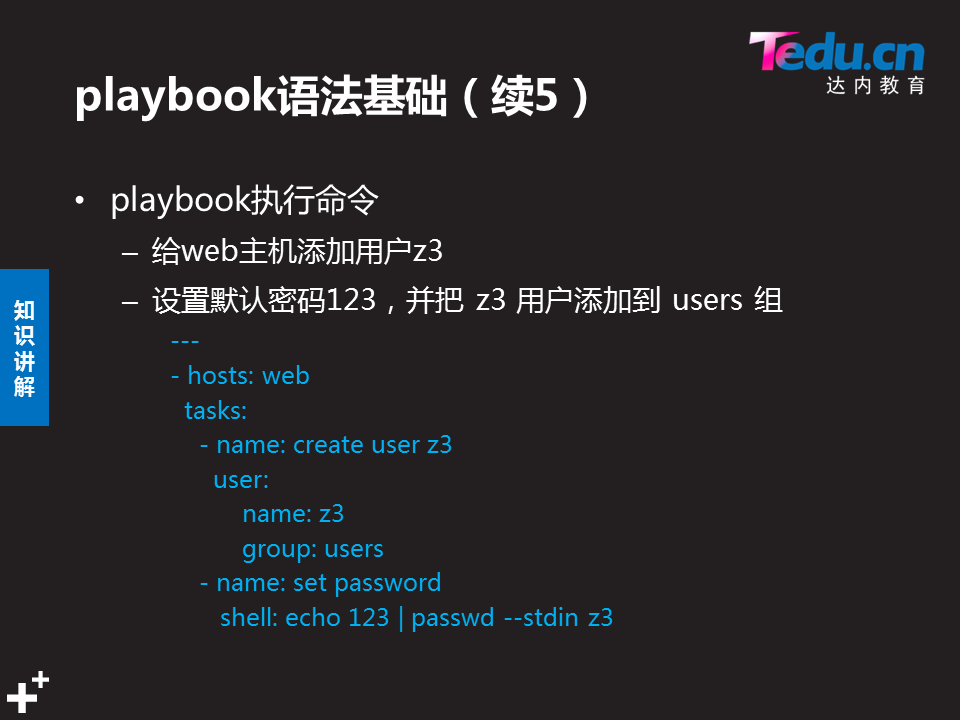 Tedu.cn
达内教育
playbook语法基础（续5）
• playbook执行命令
– 给web主机添加用户z3
– 设置默认密码123，并把 z3 用户添加到 users 组
知识讲解
---
- hosts: web
  tasks:
    - name: create user z3
      user:
        name: z3
        group: users
    - name: set password
      shell: echo 123 | passwd --stdin z3